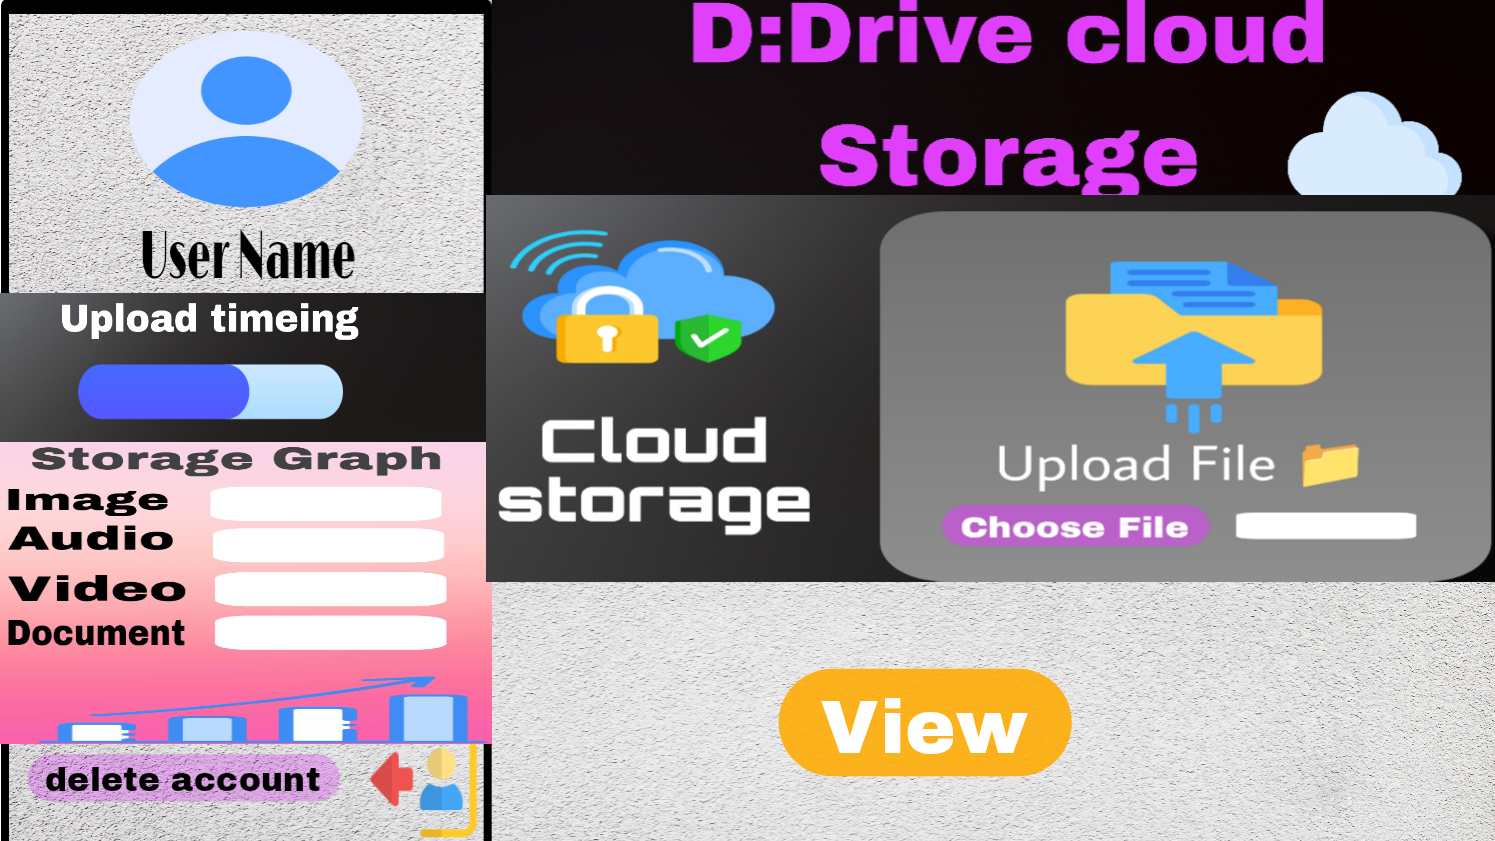 D:Drive cloud
Storage
User Name
Upload timeing
Storage Graph
Image
Audio
Video
Document
delete account
Cloud
storage
Upload File
Choose File
View